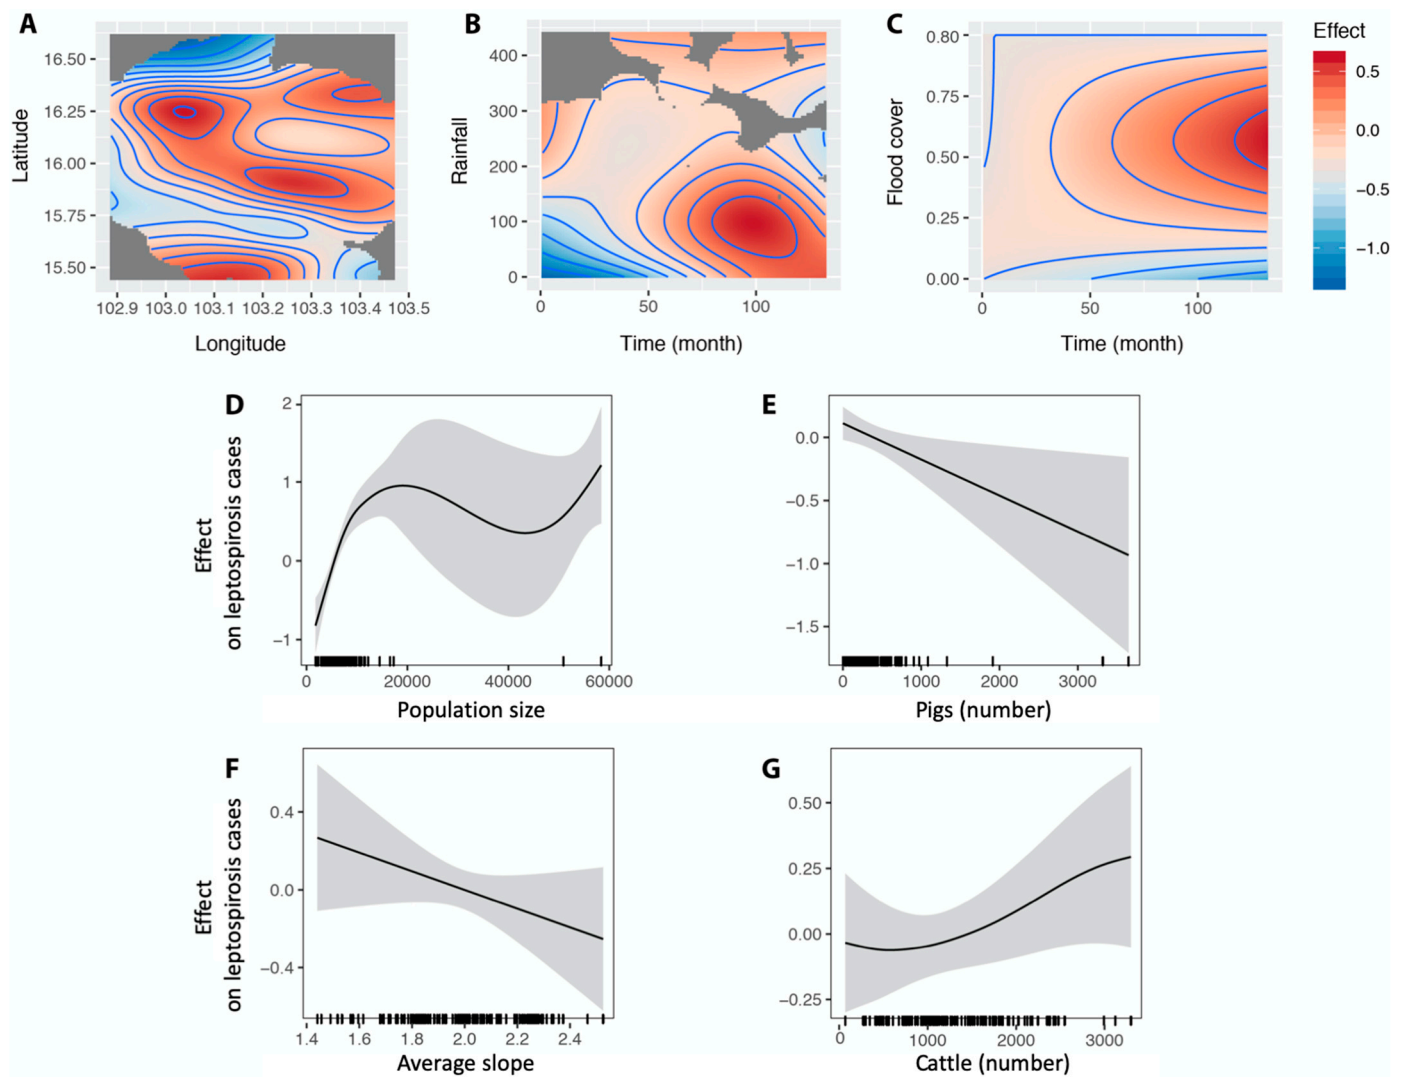 A
B
C
Effect
16.50
16.25
16.00
15.75
15.50
Latitude
102.9 103.0 103.1 103.2 103.3 103.4 103.5
Longitude
400
300
200
100
0
Rainfall
0 50 100
Time (month)
0.80
0.75
0.50
0.25
0.00
Flood cover
0 50 100
Time (month)
0.5
0.0
−0.5
−1.0
D
2
1
0
−1
Effect
on leptospirosis cases
0 20000 40000 60000
Population size
E
0.0
−0.5
−1.0
−1.5
0 1000 2000 3000
Pigs (number)
F
0.4
0.0
−0.4
Effect
on leptospirosis cases
1.4 1.6 1.8 2.0 2.2 2.4
Average slope
G
0.50
0.25
0.00
−0.25
0 1000 2000 3000
Cattle (number)